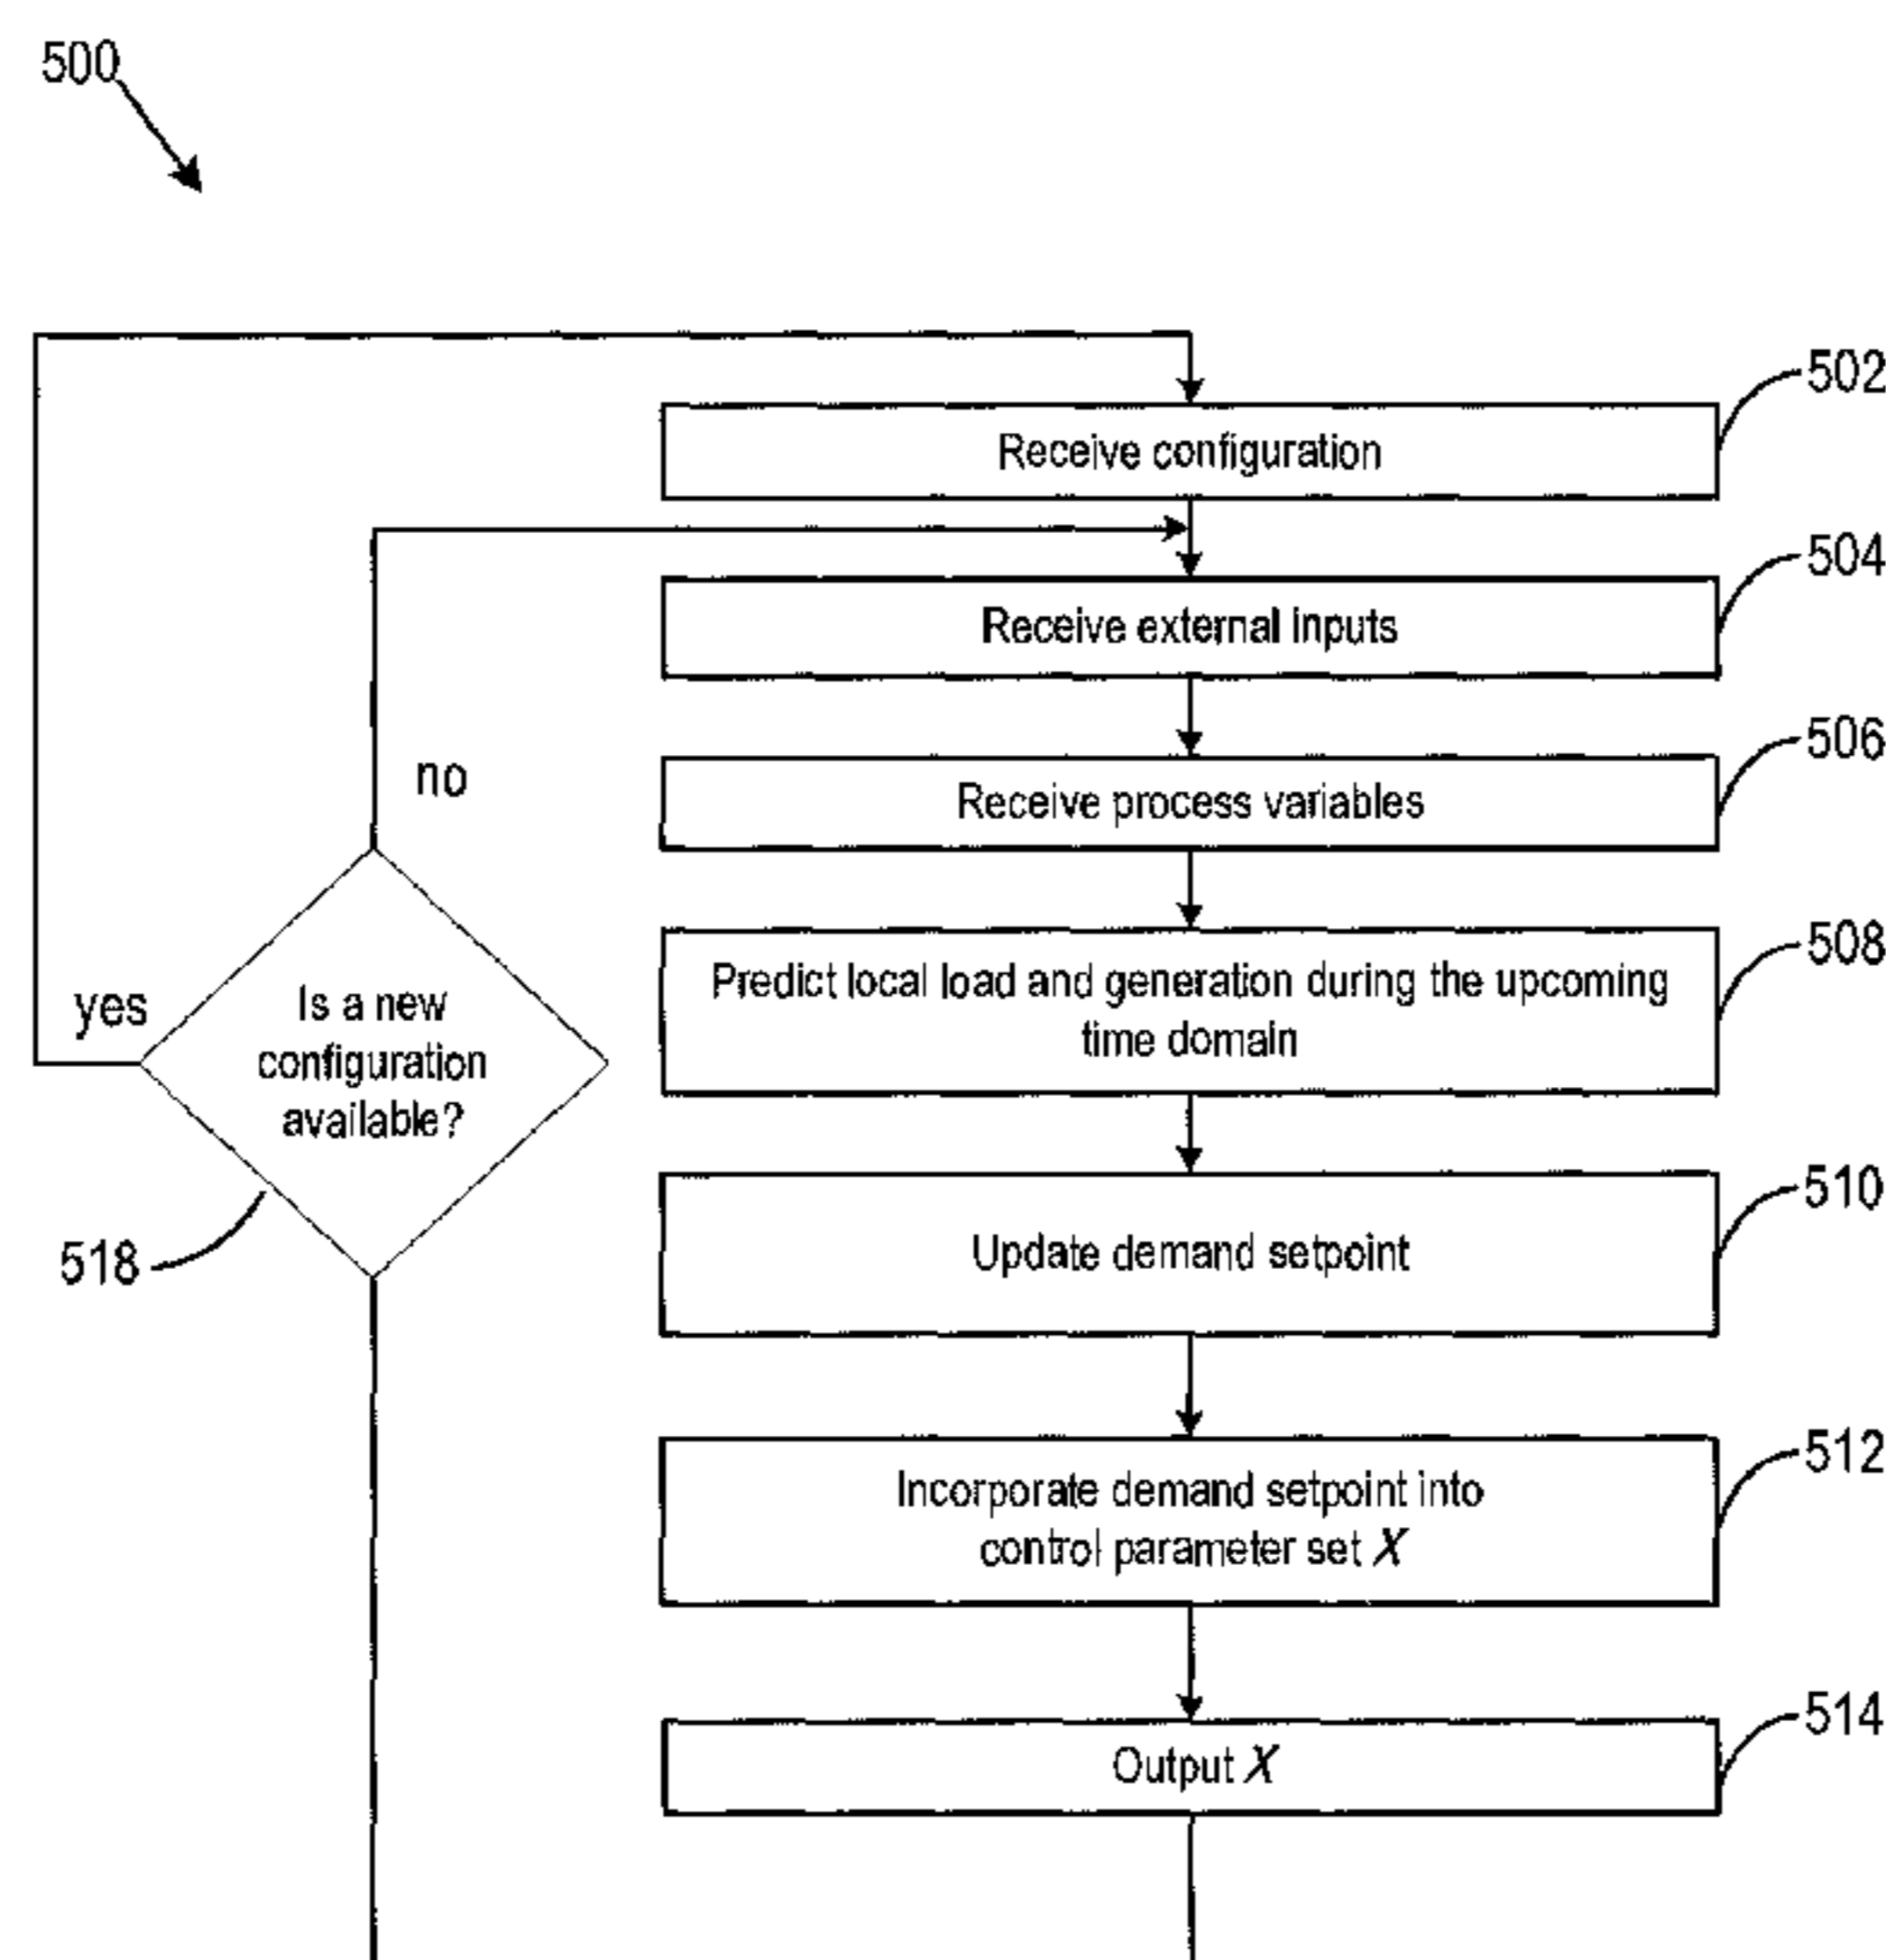 500
502
Receive configuration
504
Receive external inputs
506
Receive process variables
no
508
Predict local load and generation during the upcoming
time domain
yes
Is a new
configuration
available?
518
510
Update demand setpoint
512
Incorporate demand setpoint into
control parameter set X
514
Output X